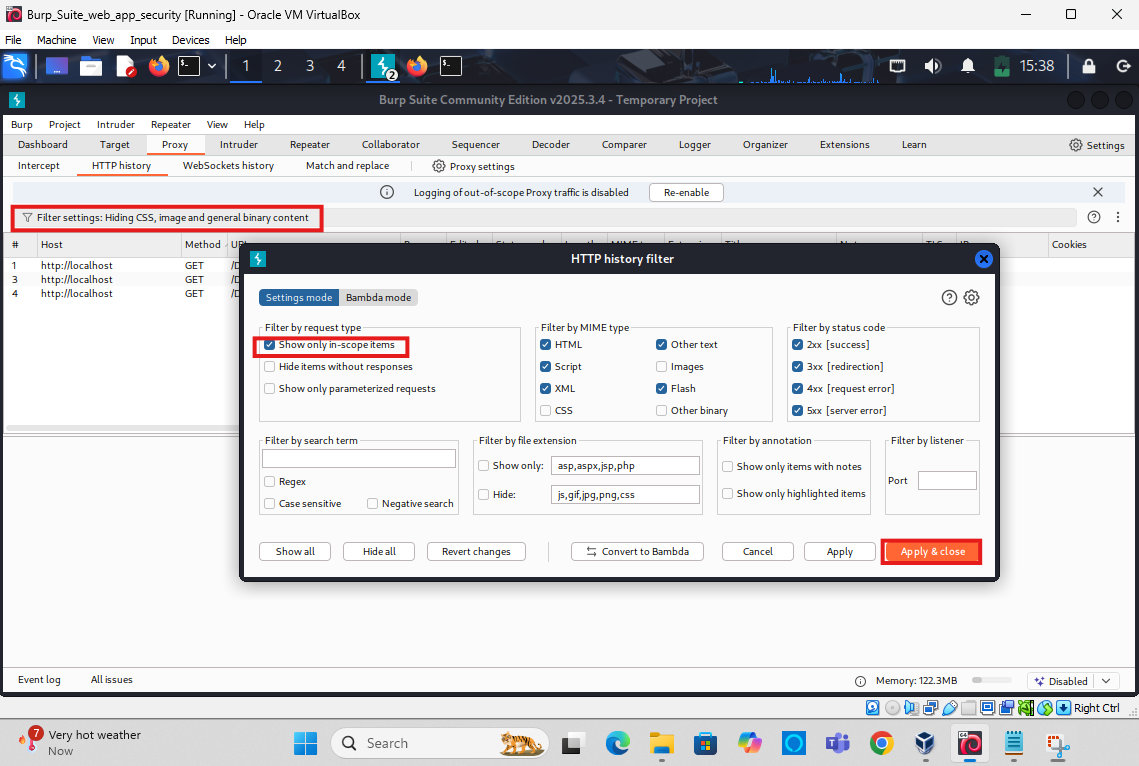 Burp_Suite_web_app_security [Running] - Oracle VM VirtualBox
File Machine View Input Devices Help
1 2 3 4 2 15:38
Burp Suite Community Edition v2025.3.4 - Temporary Project
Burp Project Intruder Repeater View Help
Dashboard Target Proxy Intruder Repeater Collaborator Sequencer Decoder Comparer Logger Organizer Extensions Learn Settings
Intercept HTTP history WebSockets history Match and replace Proxy settings
Logging of out-of-scope Proxy traffic is disabled Re-enable
Filter settings: Hiding CSS, image and general binary content
# Host Method Cookies
1 http://localhost GET
3 http://localhost GET
4 http://localhost GET
HTTP history filter
Settings mode Bambda mode
Filter by request type Filter by MIME type Filter by status code
Show only in-scope items HTML Other text 2xx [success]
Hide items without responses Script Images 3xx [redirection]
Show only parameterized requests XML Flash 4xx [request error]
CSS Other binary 5xx [server error]
Filter by search term Filter by file extension Filter by annotation Filter by listener
Show only: asp,aspx,jsp,php Show only items with notes
Regex Port
Hide: js,gif,jpg,png,css Show only highlighted items
Case sensitive Negative search
Show all Hide all Revert changes Convert to Bambda Cancel Apply Apply & close
Event log All issues Memory: 122.3MB Disabled
Right Ctrl
7 Very hot weather
Now
Search